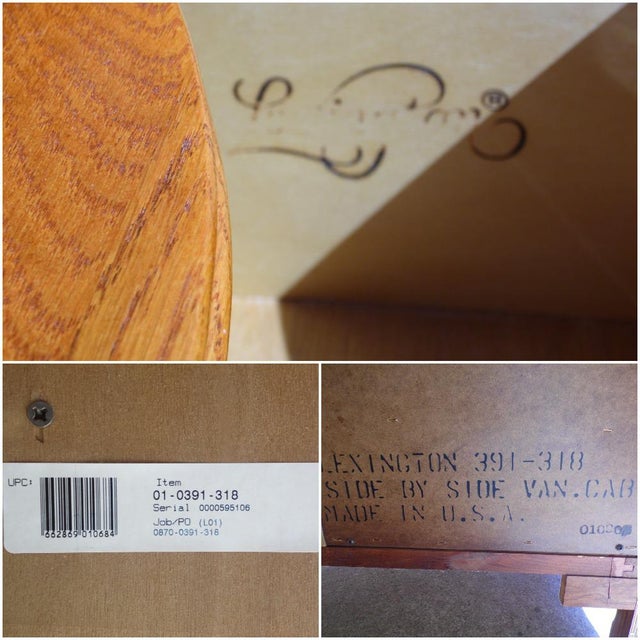 ®
UPC:
662869 010684
Item
01-0391-318
Serial 0000595106
Job/PO (L01)
0870-0391-318
LEXINGTON 391-318
SIDE BY SIDE VAN.CAB
MADE IN U.S.A.